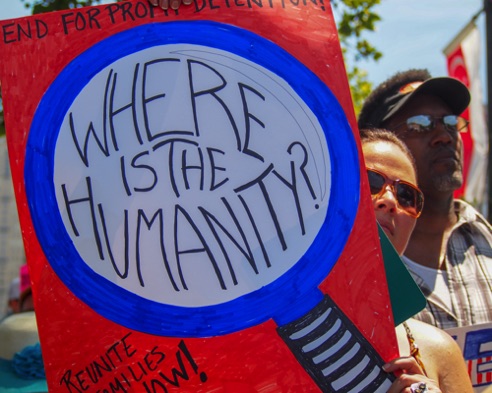 END FOR PROFIT DETENTION!
WHERE
IS THE
HUMANITY?
REUNITE
FAMILIES
NOW!